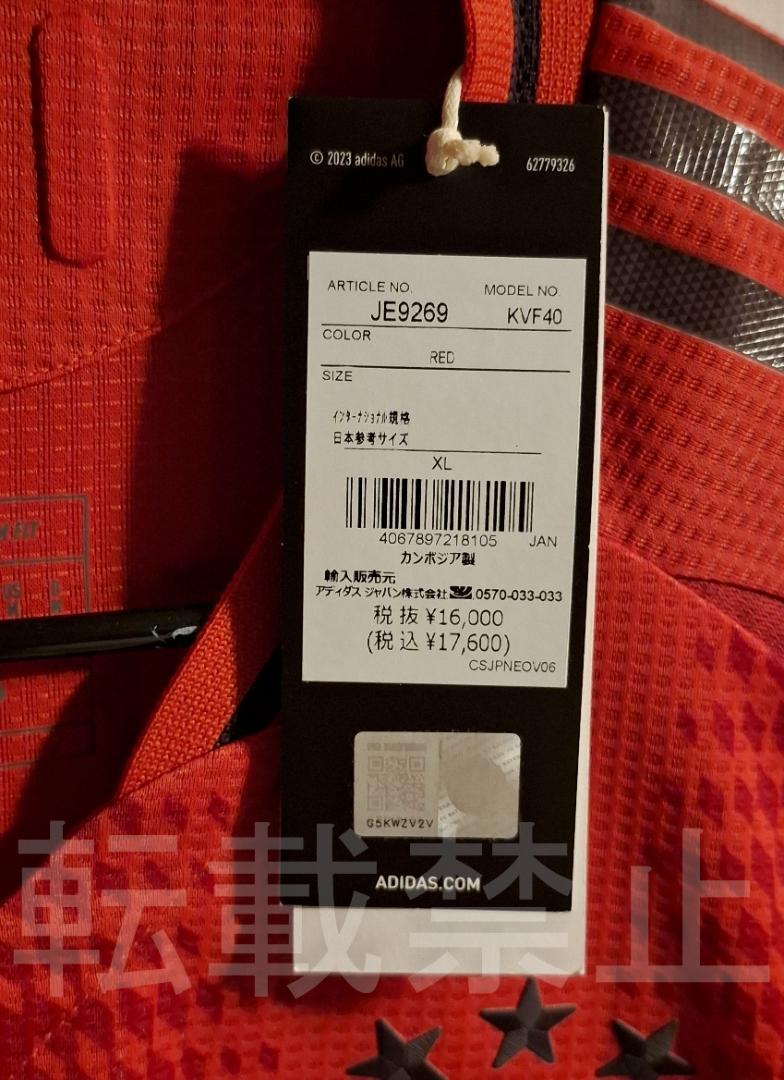 © 2023 adidas AG
62779326
ARTICLE NO.
MODEL NO.
JE9269
KVF40
COLOR
RED
SIZE
インターナショナル規格
日本参考サイズ
XL
4067897218105 JAN
カンボジア製
輸入販売元
アディダス ジャパン株式会社 0570-033-033
税 抜 ¥16,000
(税 込 ¥17,600)
CSJPNEOV06
G5KWZV2V
ADIDAS.COM
転載禁止
FIT